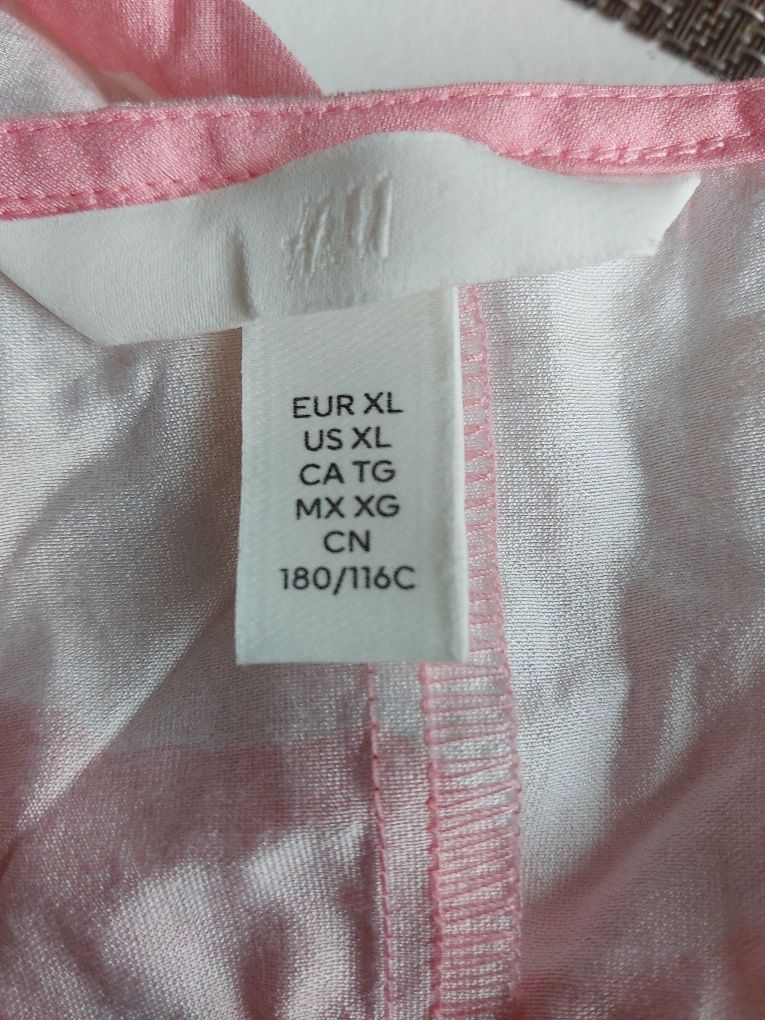 H&M
EUR XL
US XL
CA TG
MX XG
CN
180/116C